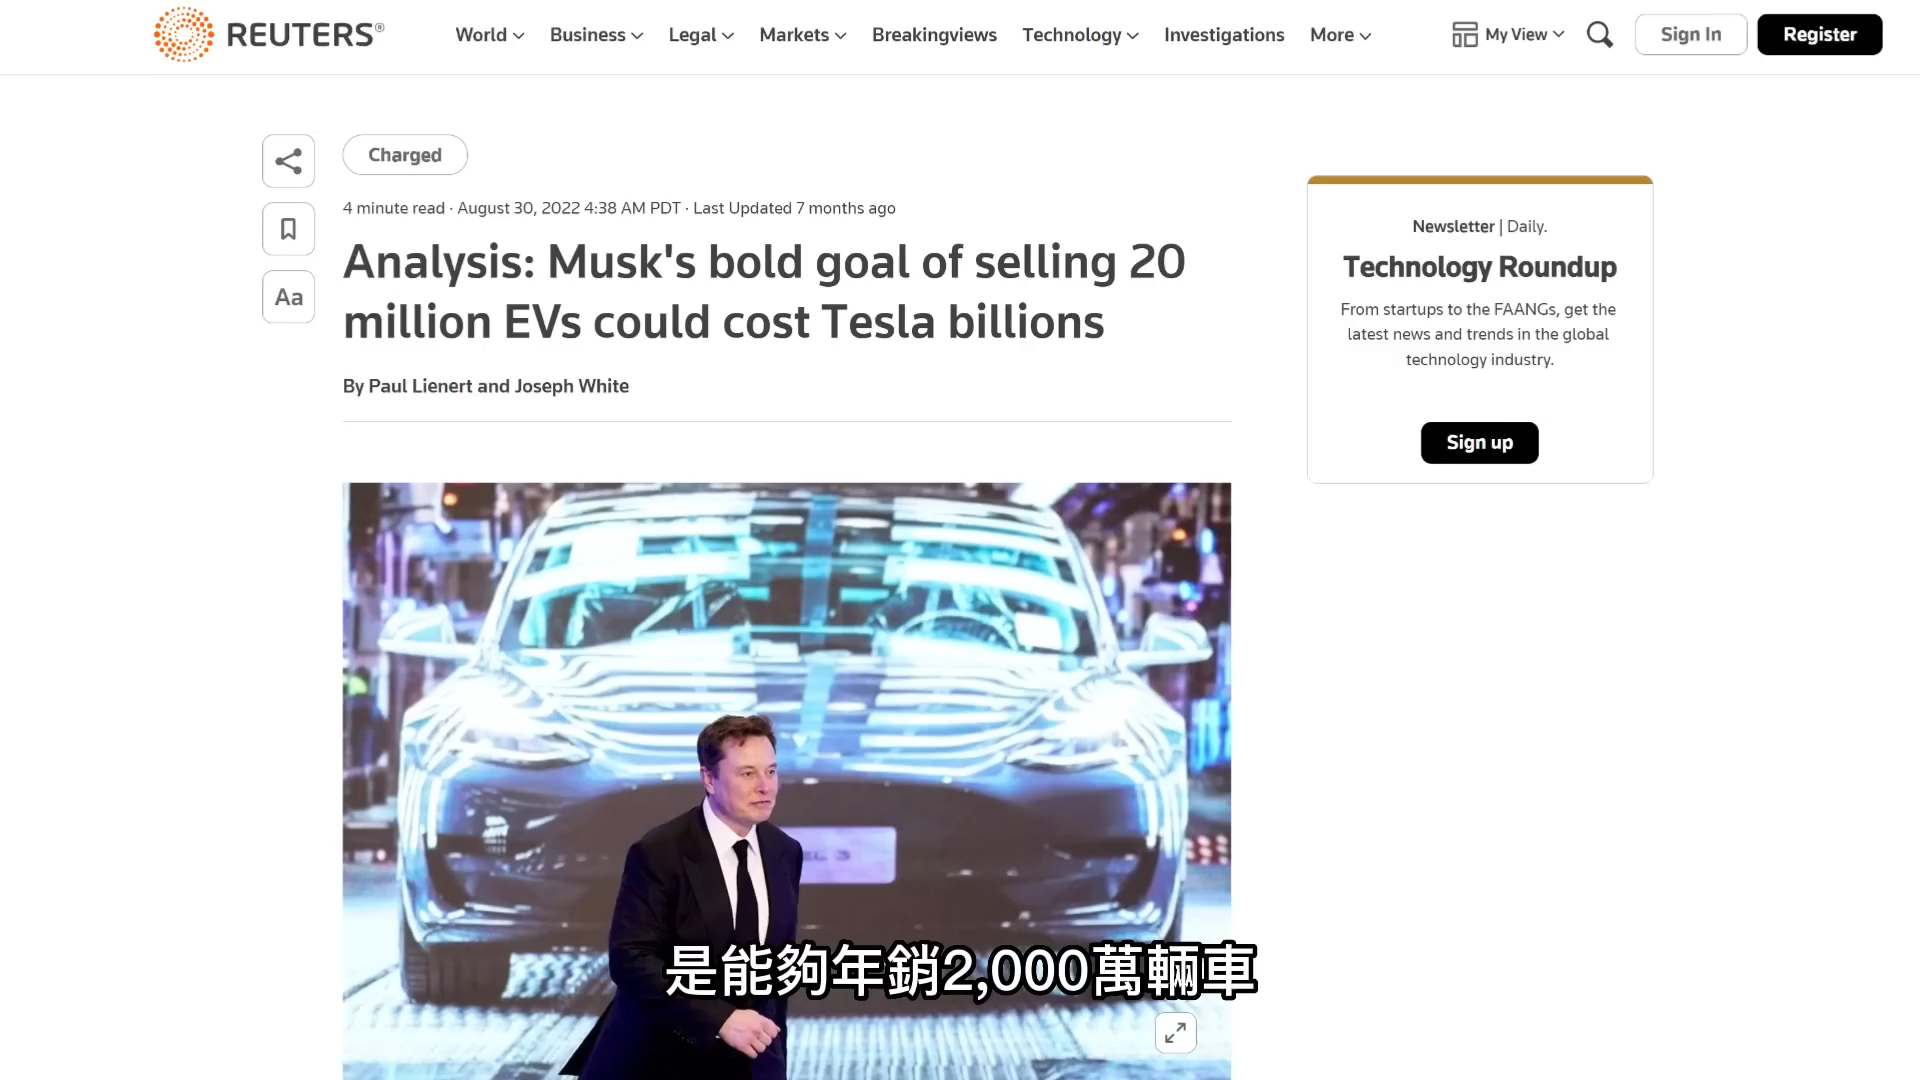 REUTERS®
World
Business
Legal
Markets
Breakingviews
Technology
Investigations
More
My View
Sign In
Register
Charged
4 minute read · August 30, 2022 4:38 AM PDT · Last Updated 7 months ago
Aa
Analysis: Musk's bold goal of selling 20
million EVs could cost Tesla billions
By Paul Lienert and Joseph White
Newsletter | Daily.
Technology Roundup
From startups to the FAANGs, get the
latest news and trends in the global
technology industry.
Sign up
是能夠年銷2,000萬輛車